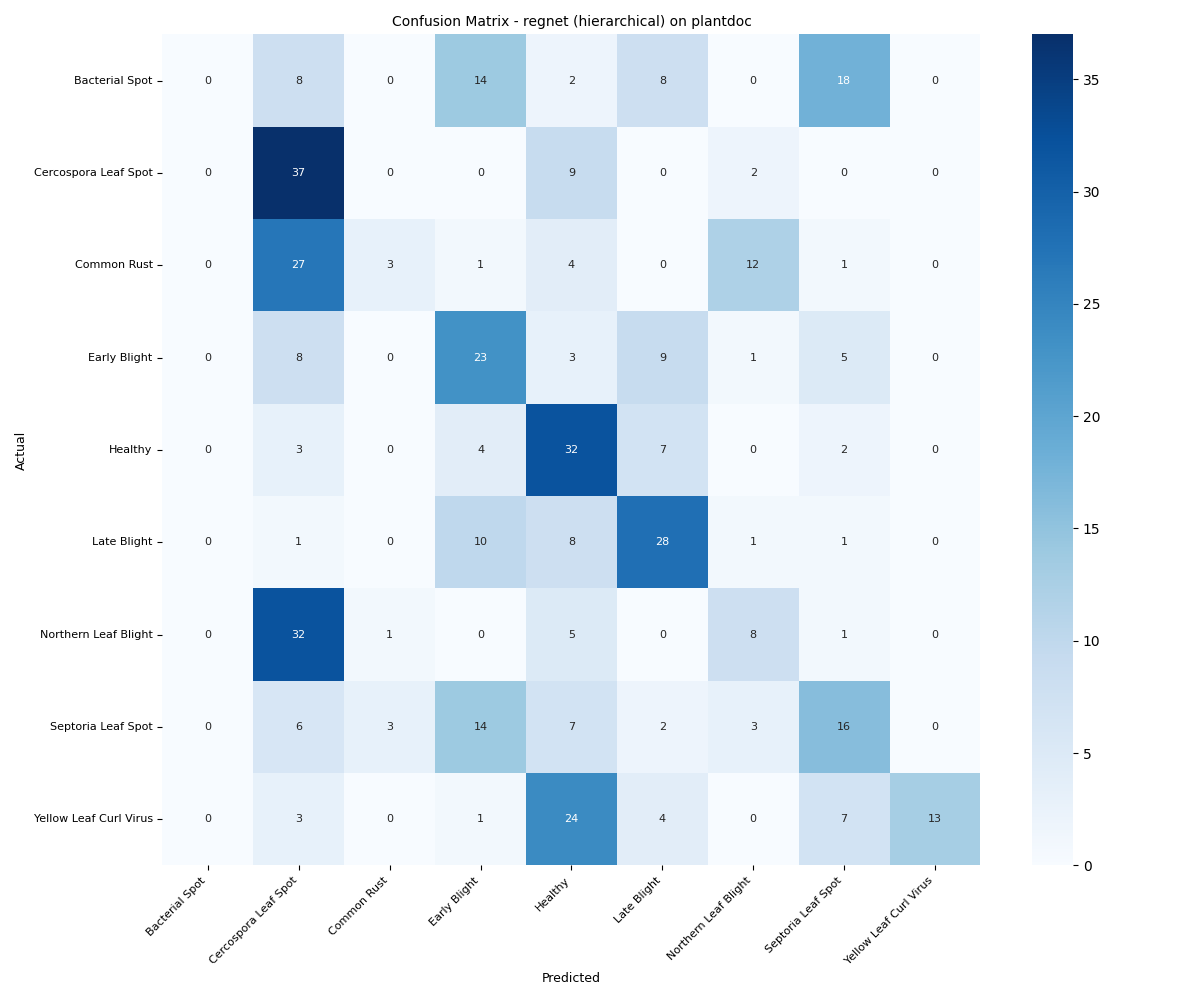 Confusion Matrix - regnet (hierarchical) on plantdoc
Bacterial Spot 0 8 0 14 2 8 0 18 0
Cercospora Leaf Spot 0 37 0 0 9 0 2 0 0
Common Rust 0 27 3 1 4 0 12 1 0
Early Blight 0 8 0 23 3 9 1 5 0
Healthy 0 3 0 4 32 7 0 2 0
Late Blight 0 1 0 10 8 28 1 1 0
Northern Leaf Blight 0 32 1 0 5 0 8 1 0
Septoria Leaf Spot 0 6 3 14 7 2 3 16 0
Yellow Leaf Curl Virus 0 3 0 1 24 4 0 7 13
Actual
Bacterial Spot
Cercospora Leaf Spot
Common Rust
Early Blight
Healthy
Late Blight
Northern Leaf Blight
Septoria Leaf Spot
Yellow Leaf Curl Virus
Predicted
35
30
25
20
15
10
5
0